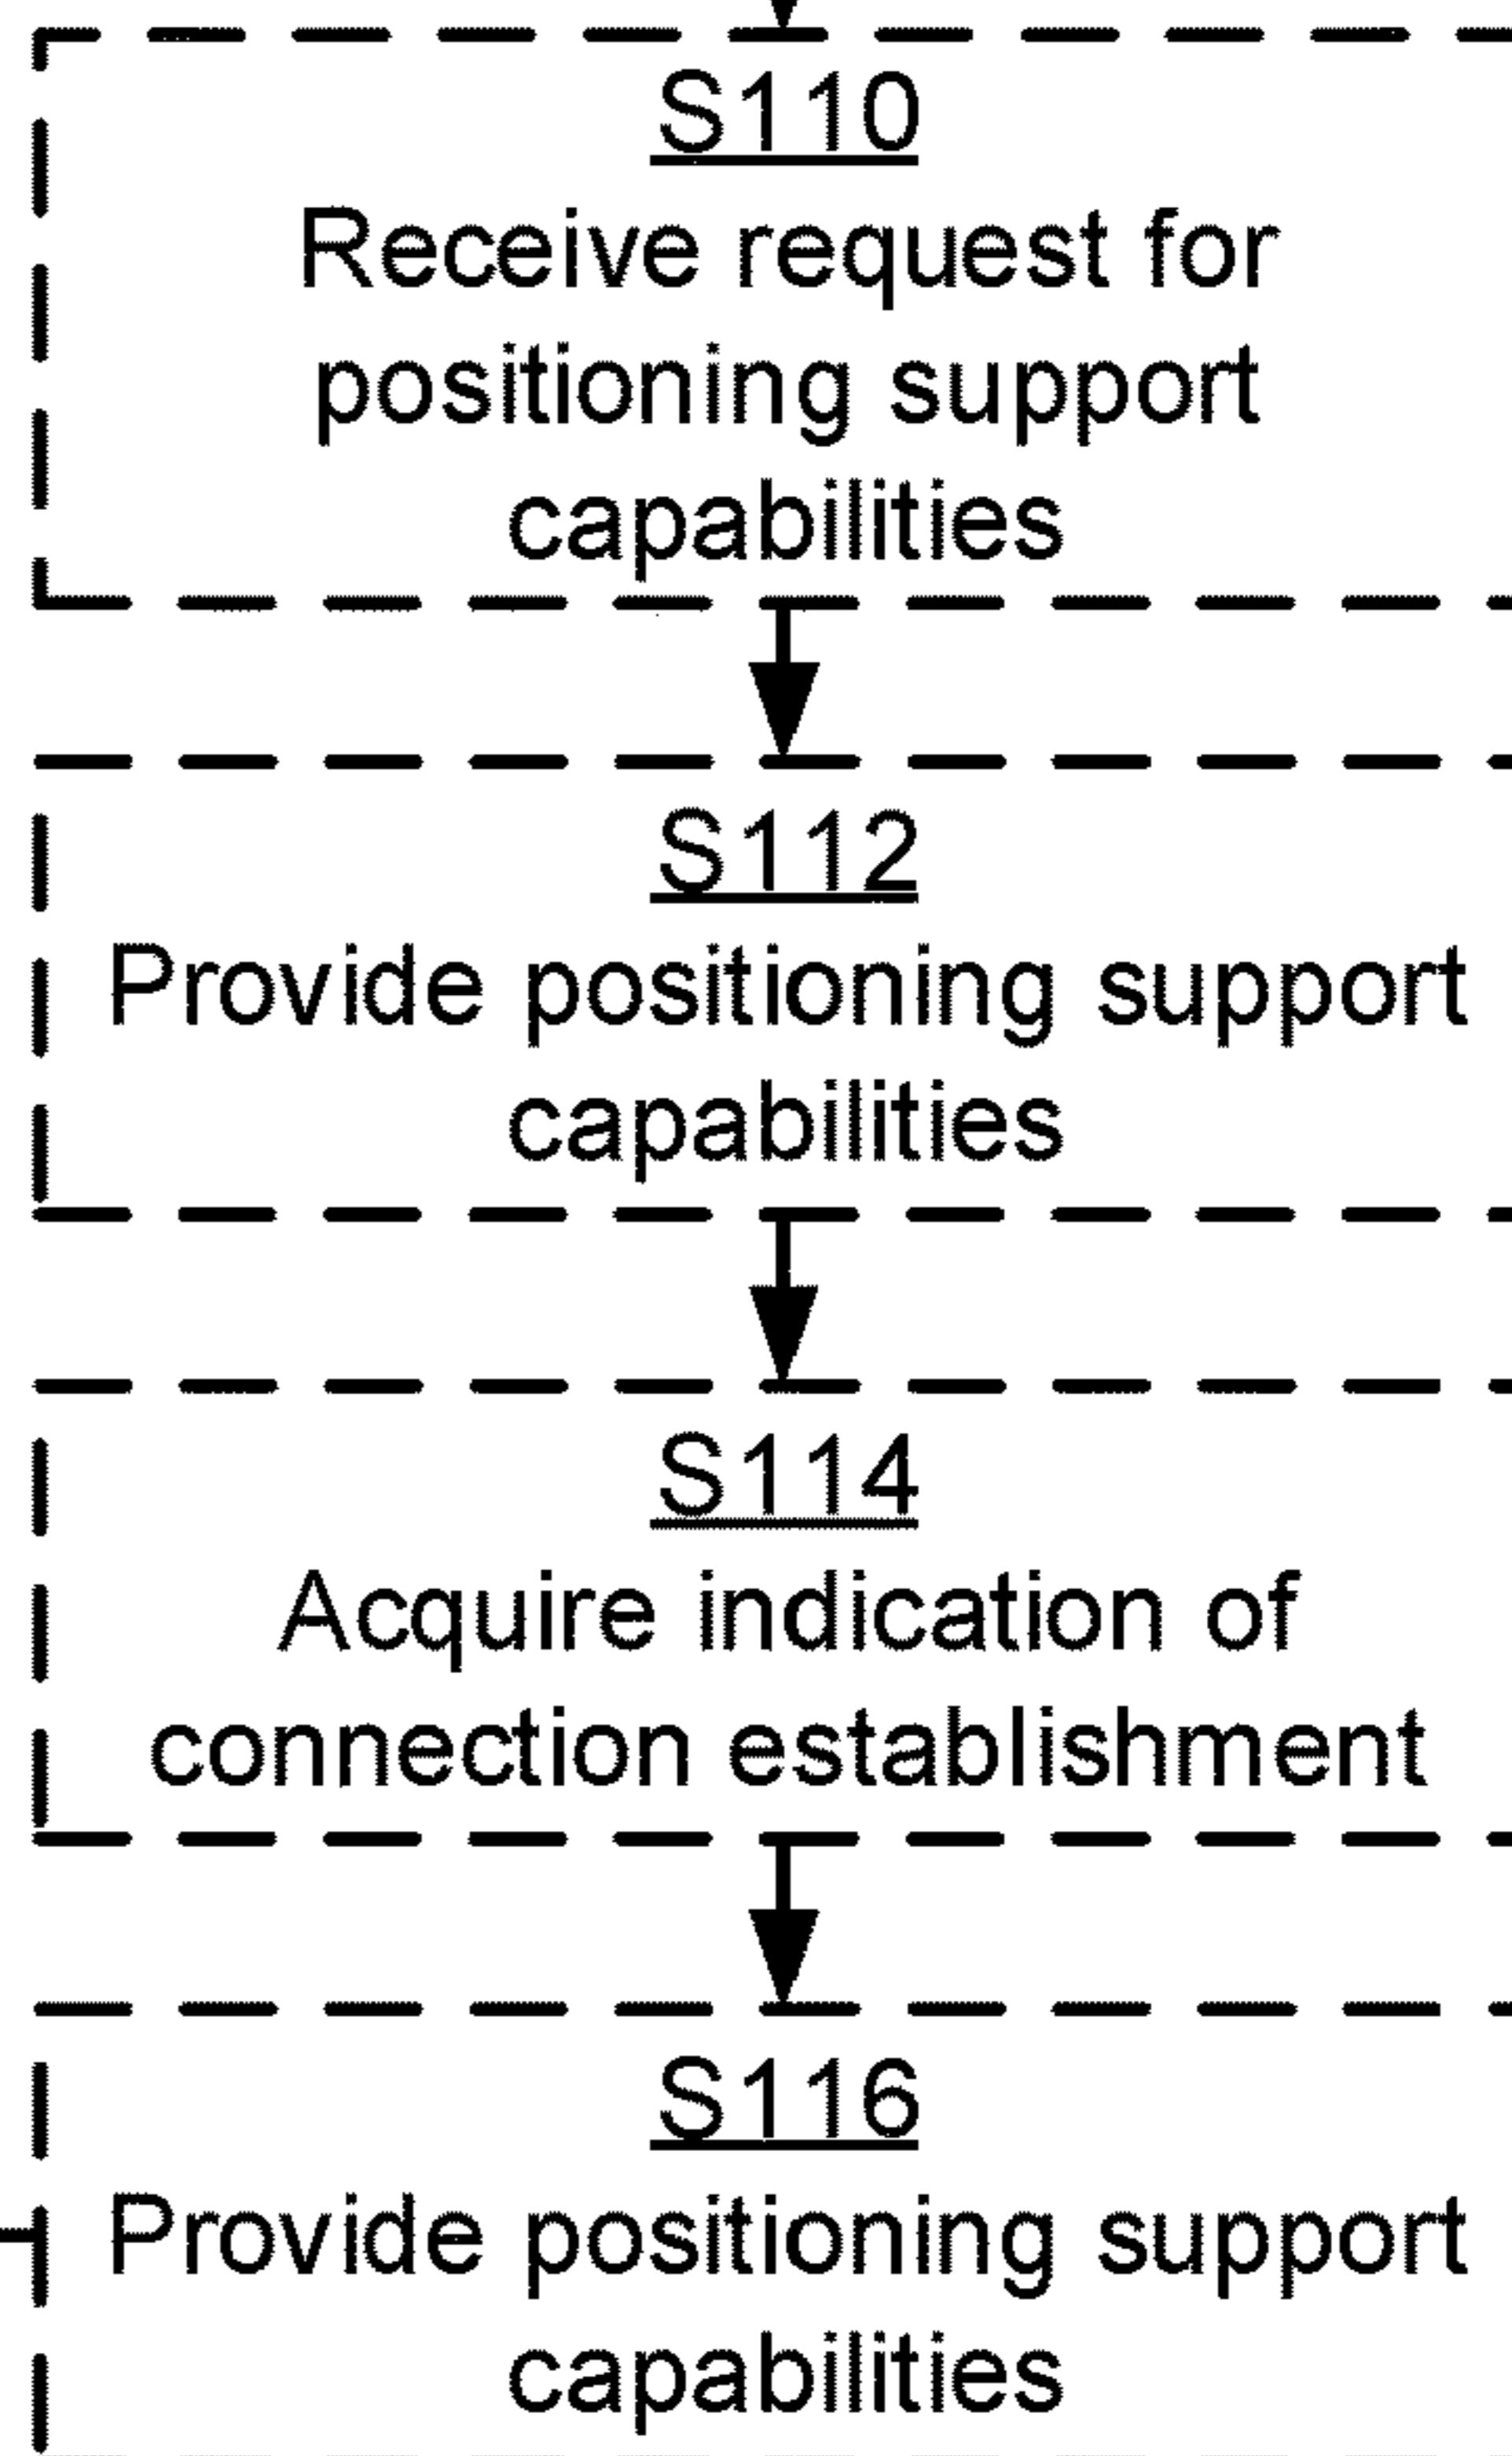 S110
Receive request for
positioning support
capabilities
S112
Provide positioning support
capabilities
S114
Acquire indication of
connection establishment
S116
Provide positioning support
capabilities